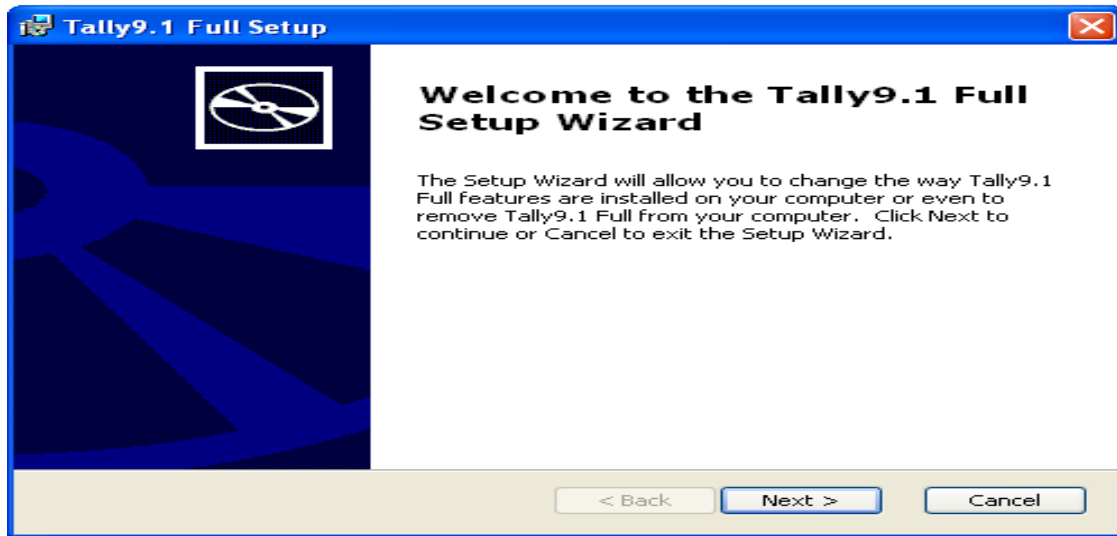 Tally9.1 Full Setup
Welcome to the Tally9.1 Full
Setup Wizard
The Setup Wizard will allow you to change the way Tally9.1
Full features are installed on your computer or even to
remove Tally9.1 Full from your computer.  Click Next to
continue or Cancel to exit the Setup Wizard.
< Back   Next >   Cancel